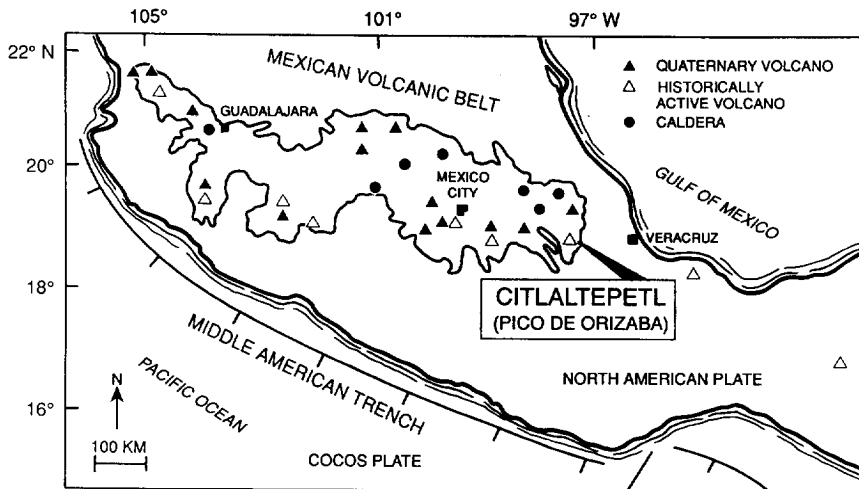 105°
101°
97° W
22° N
20°
18°
16°
MEXICAN VOLCANIC BELT
QUATERNARY VOLCANO
HISTORICALLY
ACTIVE VOLCANO
CALDERA
GUADALAJARA
MEXICO
CITY
GULF OF MEXICO
VERACRUZ
CITLALTEPETL
(PICO DE ORIZABA)
MIDDLE AMERICAN TRENCH
NORTH AMERICAN PLATE
PACIFIC OCEAN
N
100 KM
COCOS PLATE